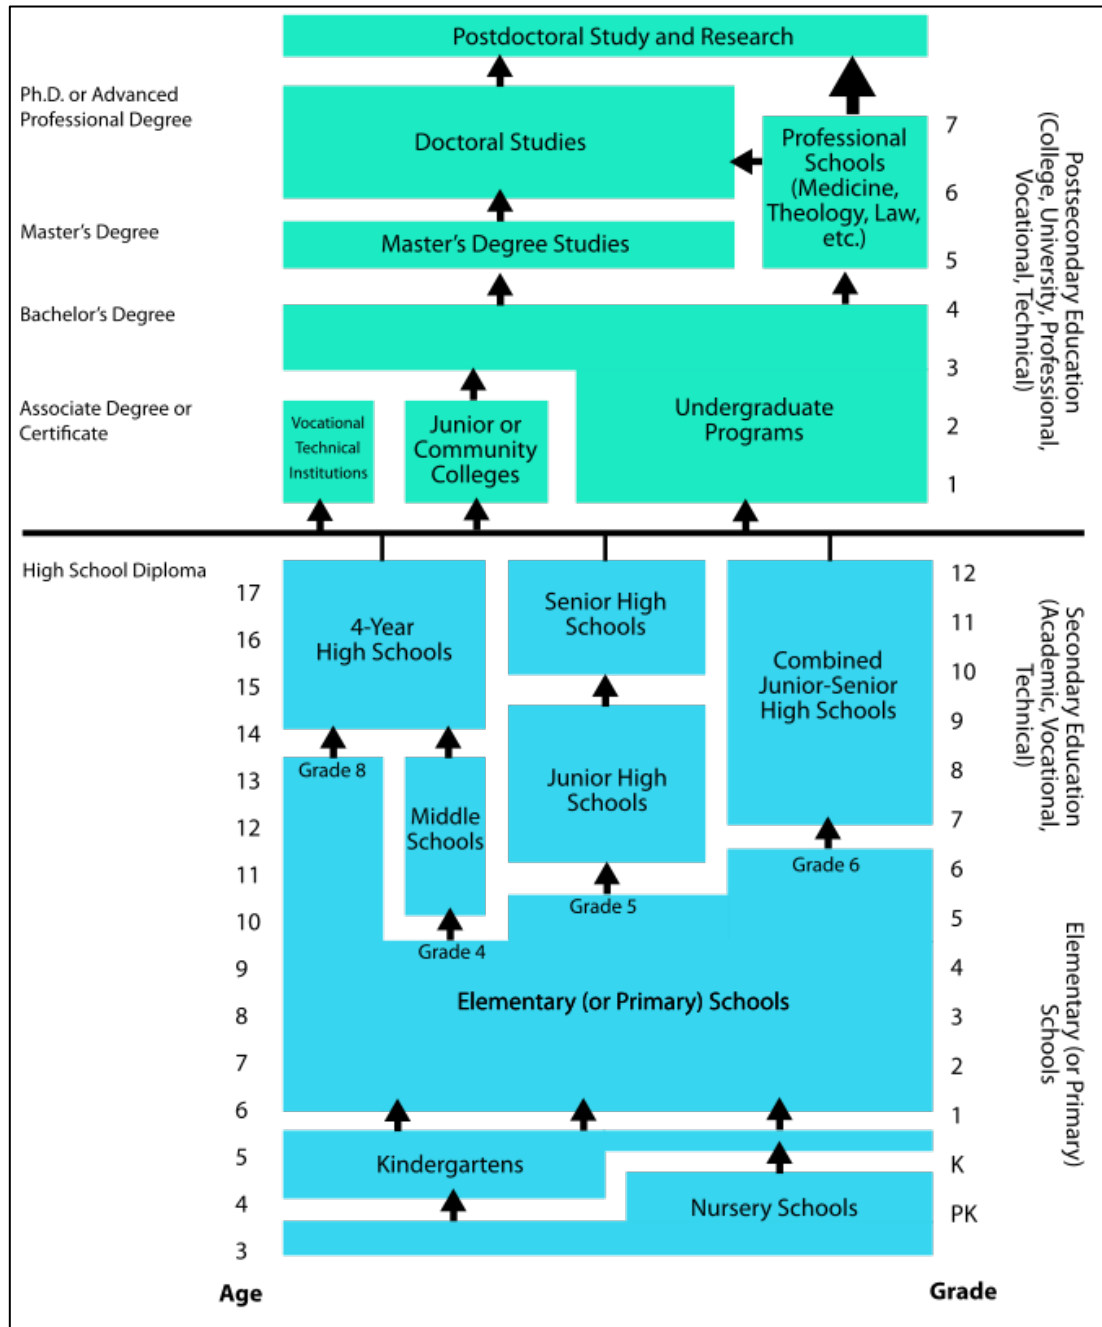 Postdoctoral Study and Research
Ph.D. or Advanced
Professional Degree
Doctoral Studies
Professional
Schools
(Medicine,
Theology, Law,
etc.)
7
6
5
Master's Degree
Master's Degree Studies
Bachelor's Degree
4
3
Associate Degree or
Certificate
Vocational
Technical
Institutions
Junior or
Community
Colleges
Undergraduate
Programs
2
1
Postsecondary Education
(College, University, Professional,
Vocational, Technical)
High School Diploma
17
16
15
14
13
12
11
10
9
8
7
6
5
4
3
Age
4-Year
High Schools
Senior High
Schools
Combined
Junior-Senior
High Schools
Grade 8
Middle
Schools
Junior High
Schools
Grade 6
Grade 5
Grade 4
Elementary (or Primary) Schools
Kindergartens
Nursery Schools
12
11
10
9
8
7
6
5
4
3
2
1
K
PK
Grade
Secondary Education
(Academic, Vocational,
Technical)
Elementary (or Primary)
Schools